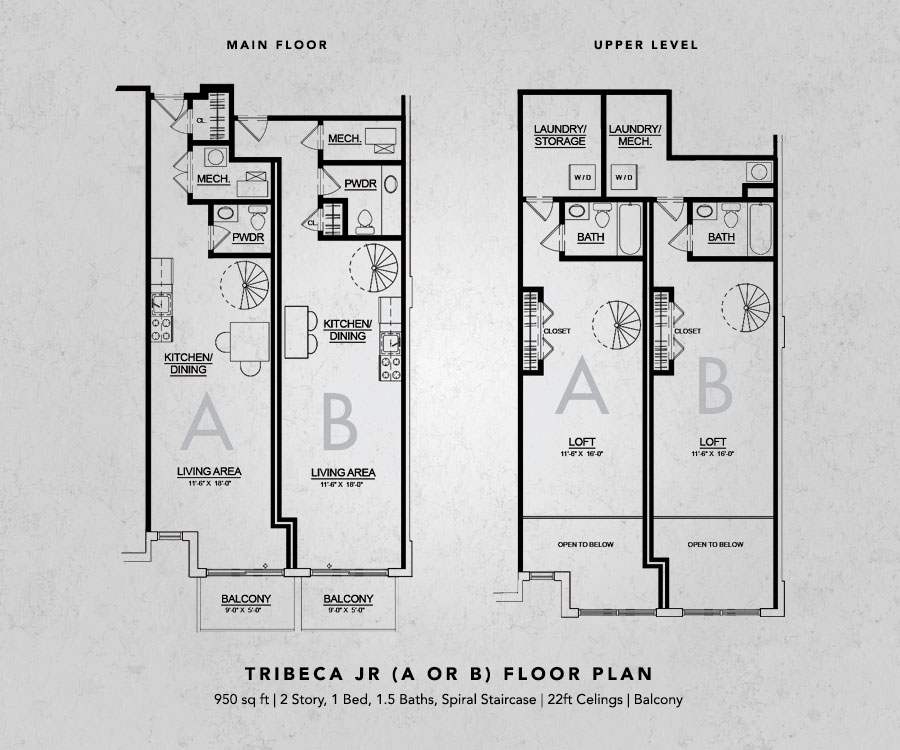 MAIN FLOOR
UPPER LEVEL
CL.
MECH.
PWDR
KITCHEN/
DINING
A
LIVING AREA
11'-6" X 18'-0"
BALCONY
9'-0" X 5'-0"
MECH.
PWDR
CL.
KITCHEN/
DINING
B
LIVING AREA
11'-6" X 18'-0"
BALCONY
9'-0" X 5'-0"
LAUNDRY/
STORAGE
W/D
BATH
CLOSET
A
LOFT
11'-6" X 16'-0"
OPEN TO BELOW
LAUNDRY/
MECH.
W/D
BATH
CLOSET
B
LOFT
11'-6" X 16'-0"
OPEN TO BELOW
TRIBECA JR (A OR B) FLOOR PLAN
950 sq ft | 2 Story, 1 Bed, 1.5 Baths, Spiral Staircase | 22ft Celings | Balcony